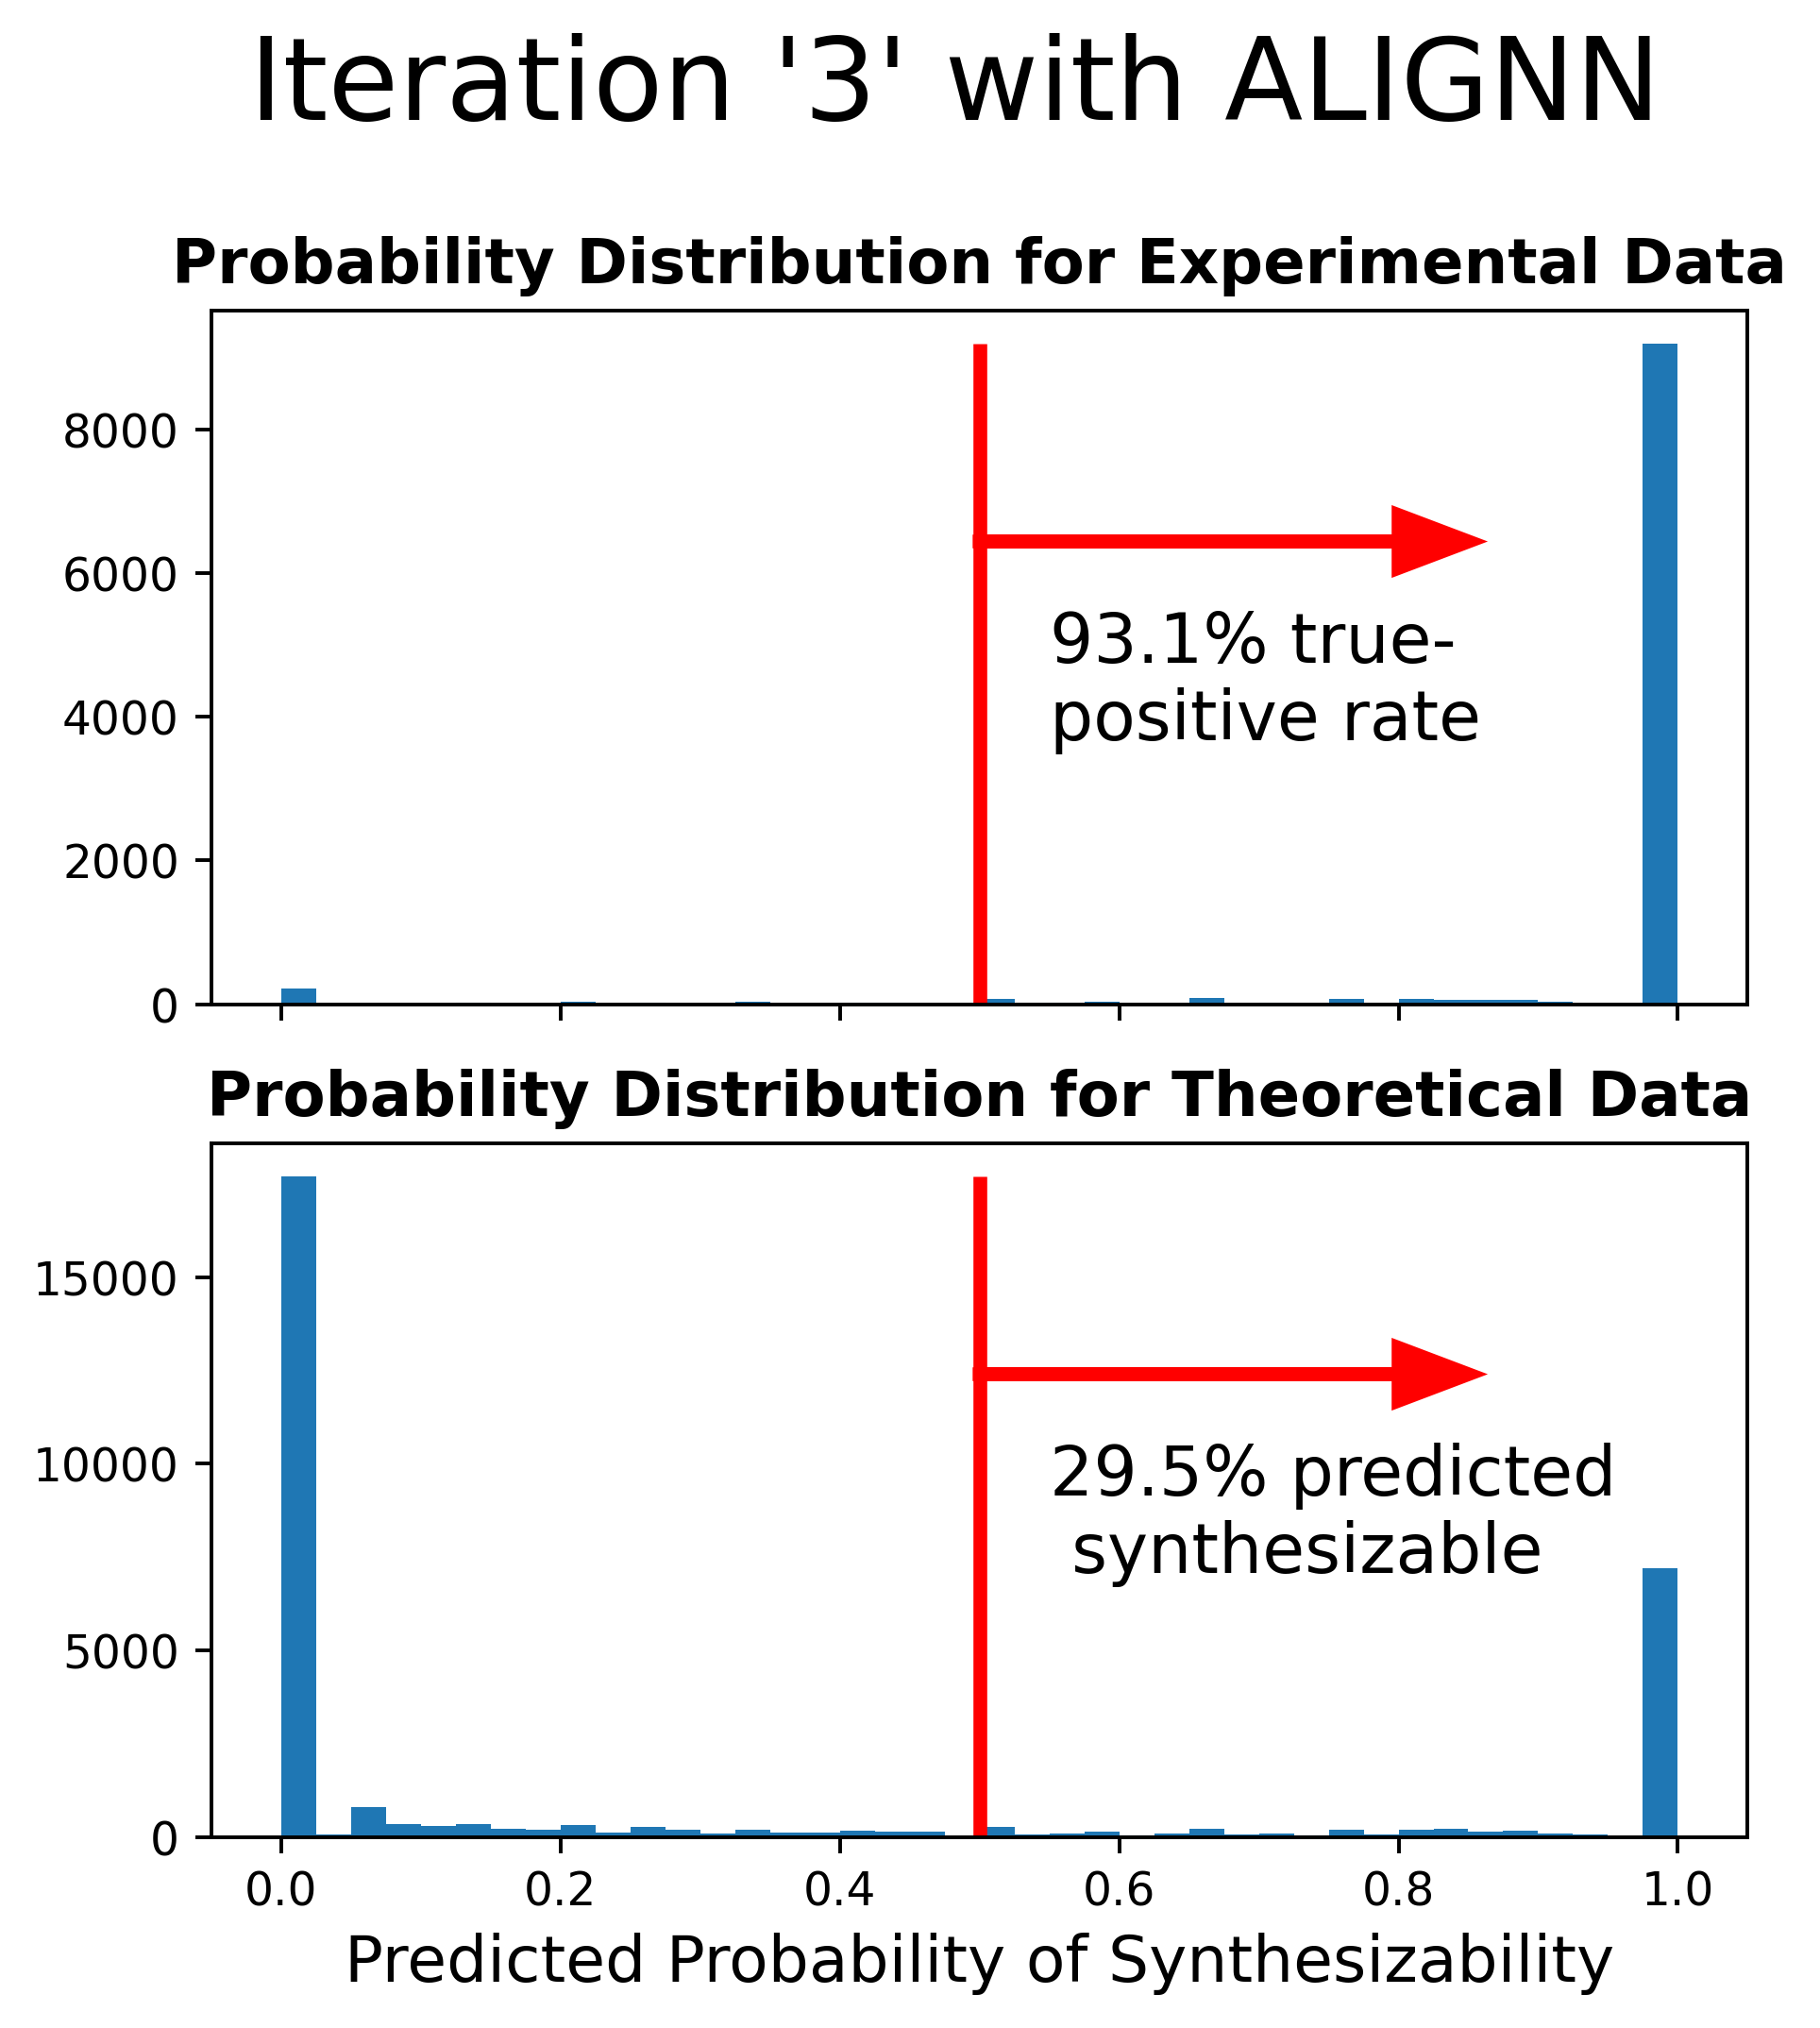 Iteration '3' with ALIGNN
Probability Distribution for Experimental Data
8000
6000
4000
2000
0
93.1% true-
positive rate
Probability Distribution for Theoretical Data
15000
10000
5000
0
29.5% predicted
synthesizable
0.0 0.2 0.4 0.6 0.8 1.0
Predicted Probability of Synthesizability